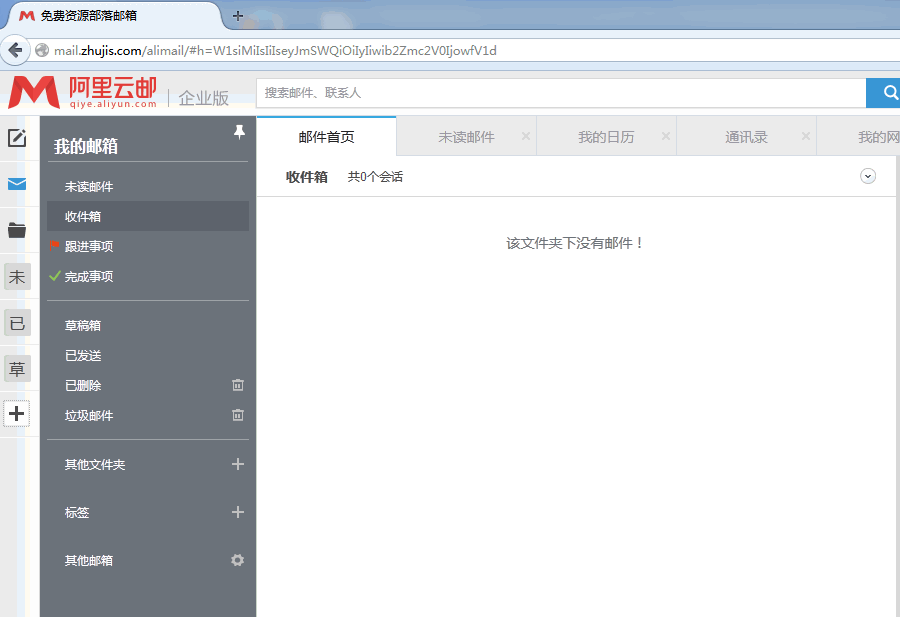 免费资源部落邮箱
mail.zhujis.com/alimail/#h=W1siMiIsIiIseyJmSWQiOiIyIiwib2Zmc2V0IjowfV1d
阿里云邮
qiye.aliyun.com
企业版
搜索邮件、联系人
我的邮箱
未读邮件
收件箱
跟进事项
完成事项
草稿箱
已发送
已删除
垃圾邮件
其他文件夹
标签
其他邮箱
未
已
草
邮件首页
未读邮件
我的日历
通讯录
我的网
收件箱 共0个会话
该文件夹下没有邮件！